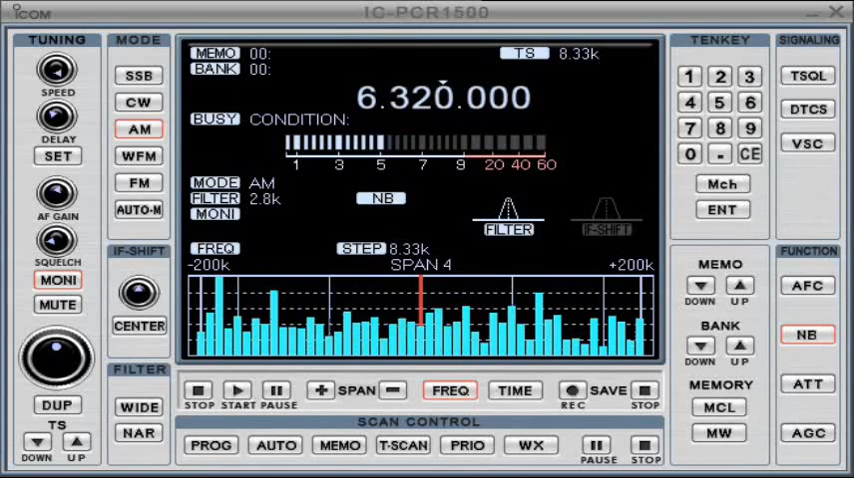 ICOM
IC-PCR1500
TUNING
SPEED
DELAY
SET
AF GAIN
SQUELCH
MONI
MUTE
DUP
TS
DOWN UP
MODE
SSB
CW
AM
WFM
FM
AUTO-M
IF-SHIFT
CENTER
FILTER
WIDE
NAR
MEMO 00: TS 8.33k
BANK 00:
6.320.000
BUSY CONDITION:
1 3 5 7 9 20 40 60
MODE AM
FILTER 2.8k NB
MONI
FILTER IF-SHIFT
FREQ STEP 8.33k
-200k SPAN 4 +200k
STOP START PAUSE
+ SPAN - FREQ TIME
REC SAVE STOP
SCAN CONTROL
PROG AUTO MEMO T-SCAN PRIO WX
PAUSE STOP
TENKEY
1 2 3
4 5 6
7 8 9
0 . CE
Mch
ENT
MEMO
DOWN UP
BANK
DOWN UP
MEMORY
MCL
MW
SIGNALING
TSQL
DTCS
VSC
FUNCTION
AFC
NB
ATT
AGC